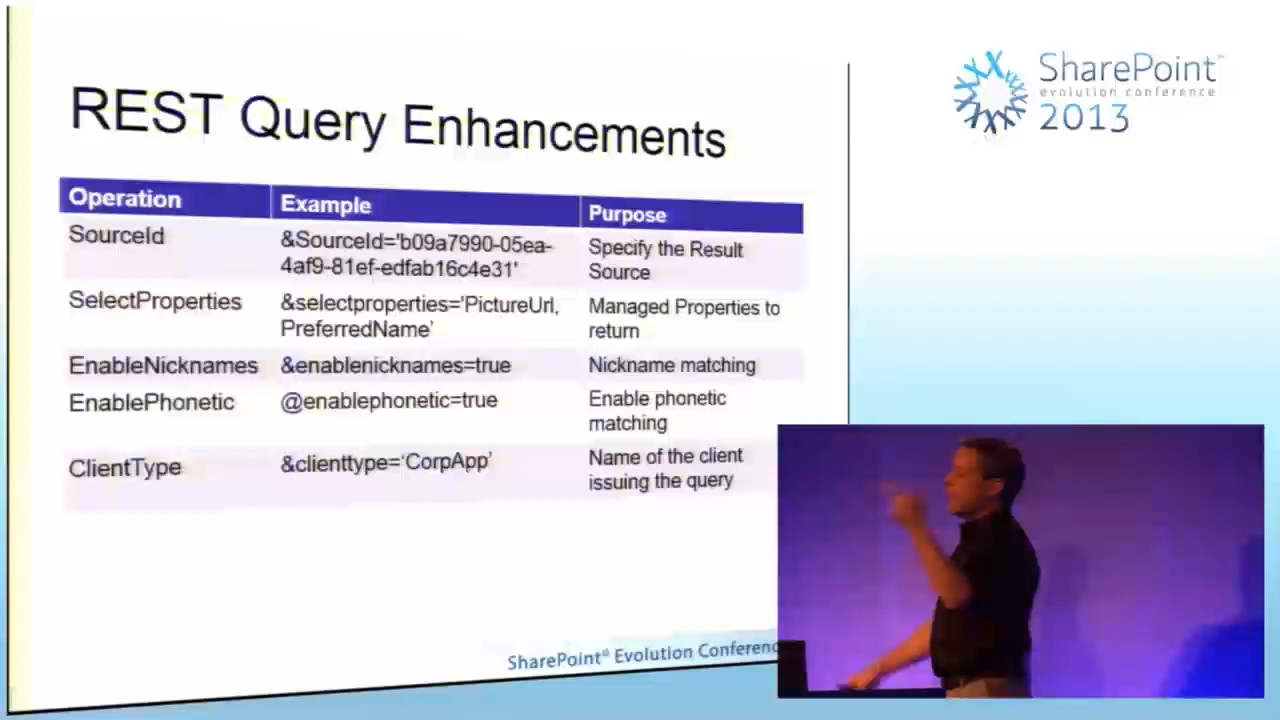 REST Query Enhancements
Operation
Example
Purpose
SourceId
&SourceId='b09a7990-05ea-
4af9-81ef-edfab16c4e31'
Specify the Result
Source
SelectProperties
&selectproperties='PictureUrl,
PreferredName’
Managed Properties to
return
EnableNicknames
&enablenicknames=true
Nickname matching
EnablePhonetic
@enablephonetic=true
Enable phonetic
matching
ClientType
&clienttype=‘CorpApp’
Name of the client
issuing the query
SharePoint® Evolution Conferenc
SharePoint™
evolution conference
2013